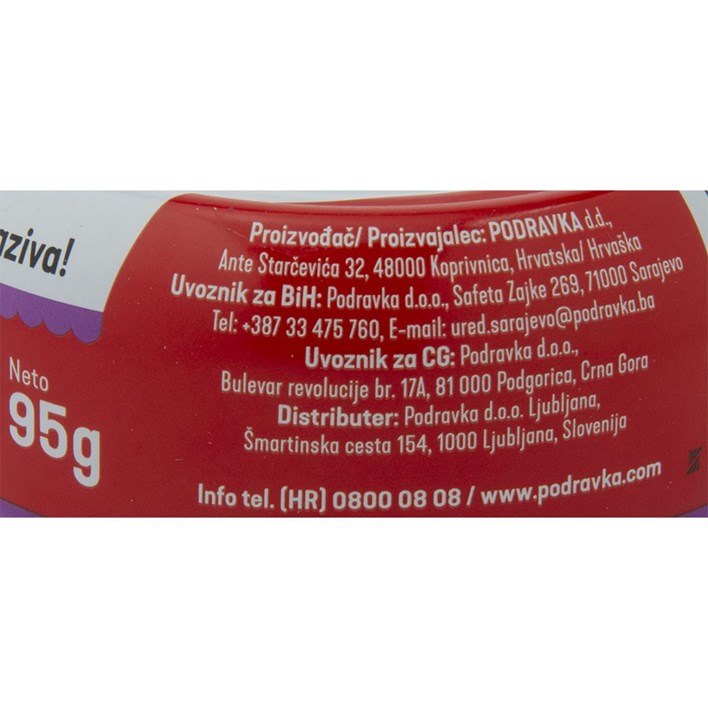 aziva!
Neto
95g
Proizvođač/ Proizvajalec: PODRAVKA d.d.,
Ante Starčevića 32, 48000 Koprivnica, Hrvatska/ Hrvaška
Uvoznik za BiH: Podravka d.o.o., Safeta Zajke 269, 71000 Sarajevo
Tel: +387 33 475 760, E-mail: ured.sarajevo@podravka.ba
Uvoznik za CG: Podravka d.o.o.,
Bulevar revolucije br. 17A, 81 000 Podgorica, Crna Gora
Distributer: Podravka d.o.o. Ljubljana,
Šmartinska cesta 154, 1000 Ljubljana, Slovenija
Info tel. (HR) 0800 08 08 / www.podravka.com